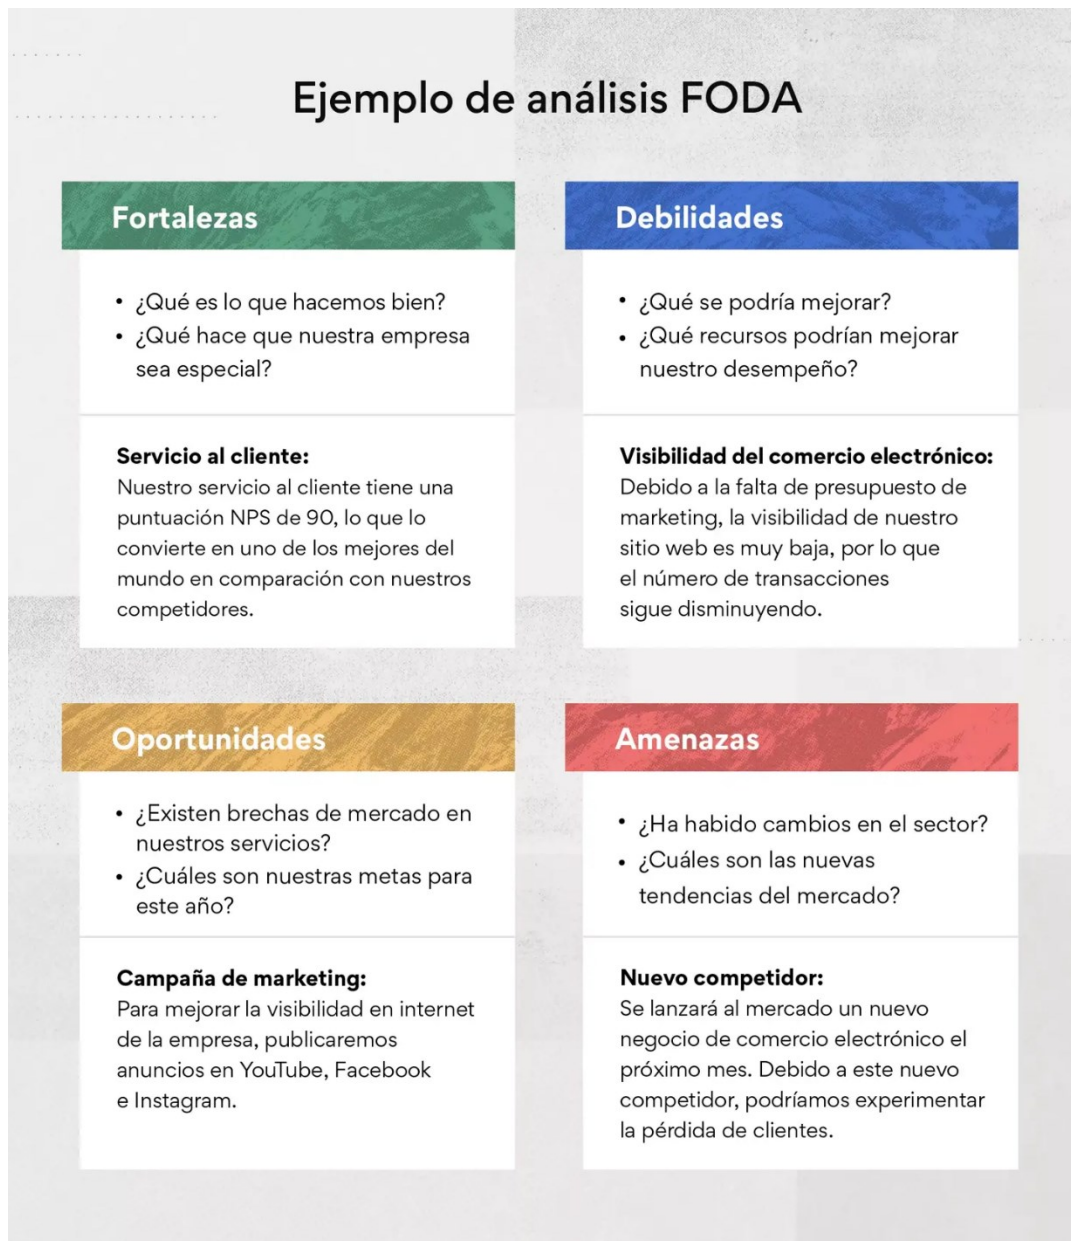 Ejemplo de análisis FODA
Fortalezas
• ¿Qué es lo que hacemos bien?
• ¿Qué hace que nuestra empresa
sea especial?
Servicio al cliente:
Nuestro servicio al cliente tiene una
puntuación NPS de 90, lo que lo
convierte en uno de los mejores del
mundo en comparación con nuestros
competidores.
Debilidades
• ¿Qué se podría mejorar?
• ¿Qué recursos podrían mejorar
nuestro desempeño?
Visibilidad del comercio electrónico:
Debido a la falta de presupuesto de
marketing, la visibilidad de nuestro
sitio web es muy baja, por lo que
el número de transacciones
sigue disminuyendo.
Oportunidades
• ¿Existen brechas de mercado en
nuestros servicios?
• ¿Cuáles son nuestras metas para
este año?
Campaña de marketing:
Para mejorar la visibilidad en internet
de la empresa, publicaremos
anuncios en YouTube, Facebook
e Instagram.
Amenazas
• ¿Ha habido cambios en el sector?
• ¿Cuáles son las nuevas
tendencias del mercado?
Nuevo competidor:
Se lanzará al mercado un nuevo
negocio de comercio electrónico el
próximo mes. Debido a este nuevo
competidor, podríamos experimentar
la pérdida de clientes.